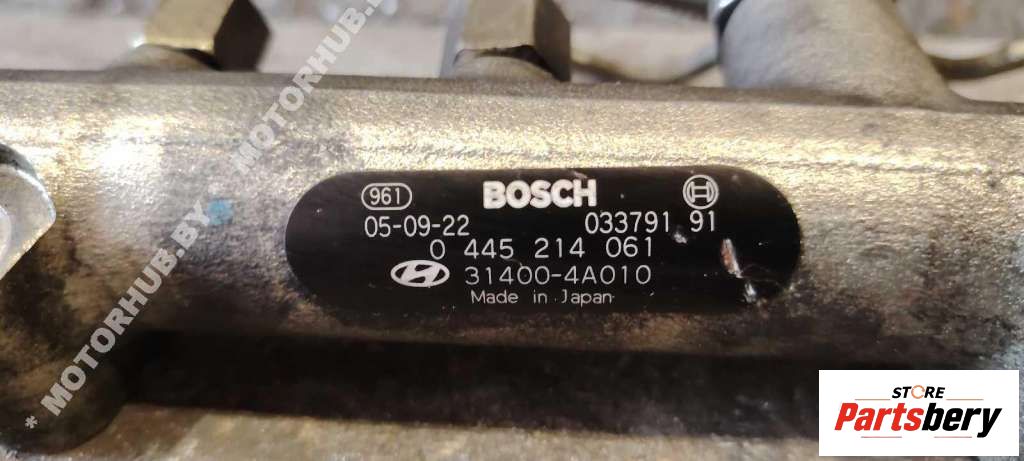 961 BOSCH
05-09-22 033791 91
0 445 214 061
31400-4A010
Made in Japan
* MOTORHUB.BY * MOTORHUB.BY
STORE
Partsbery